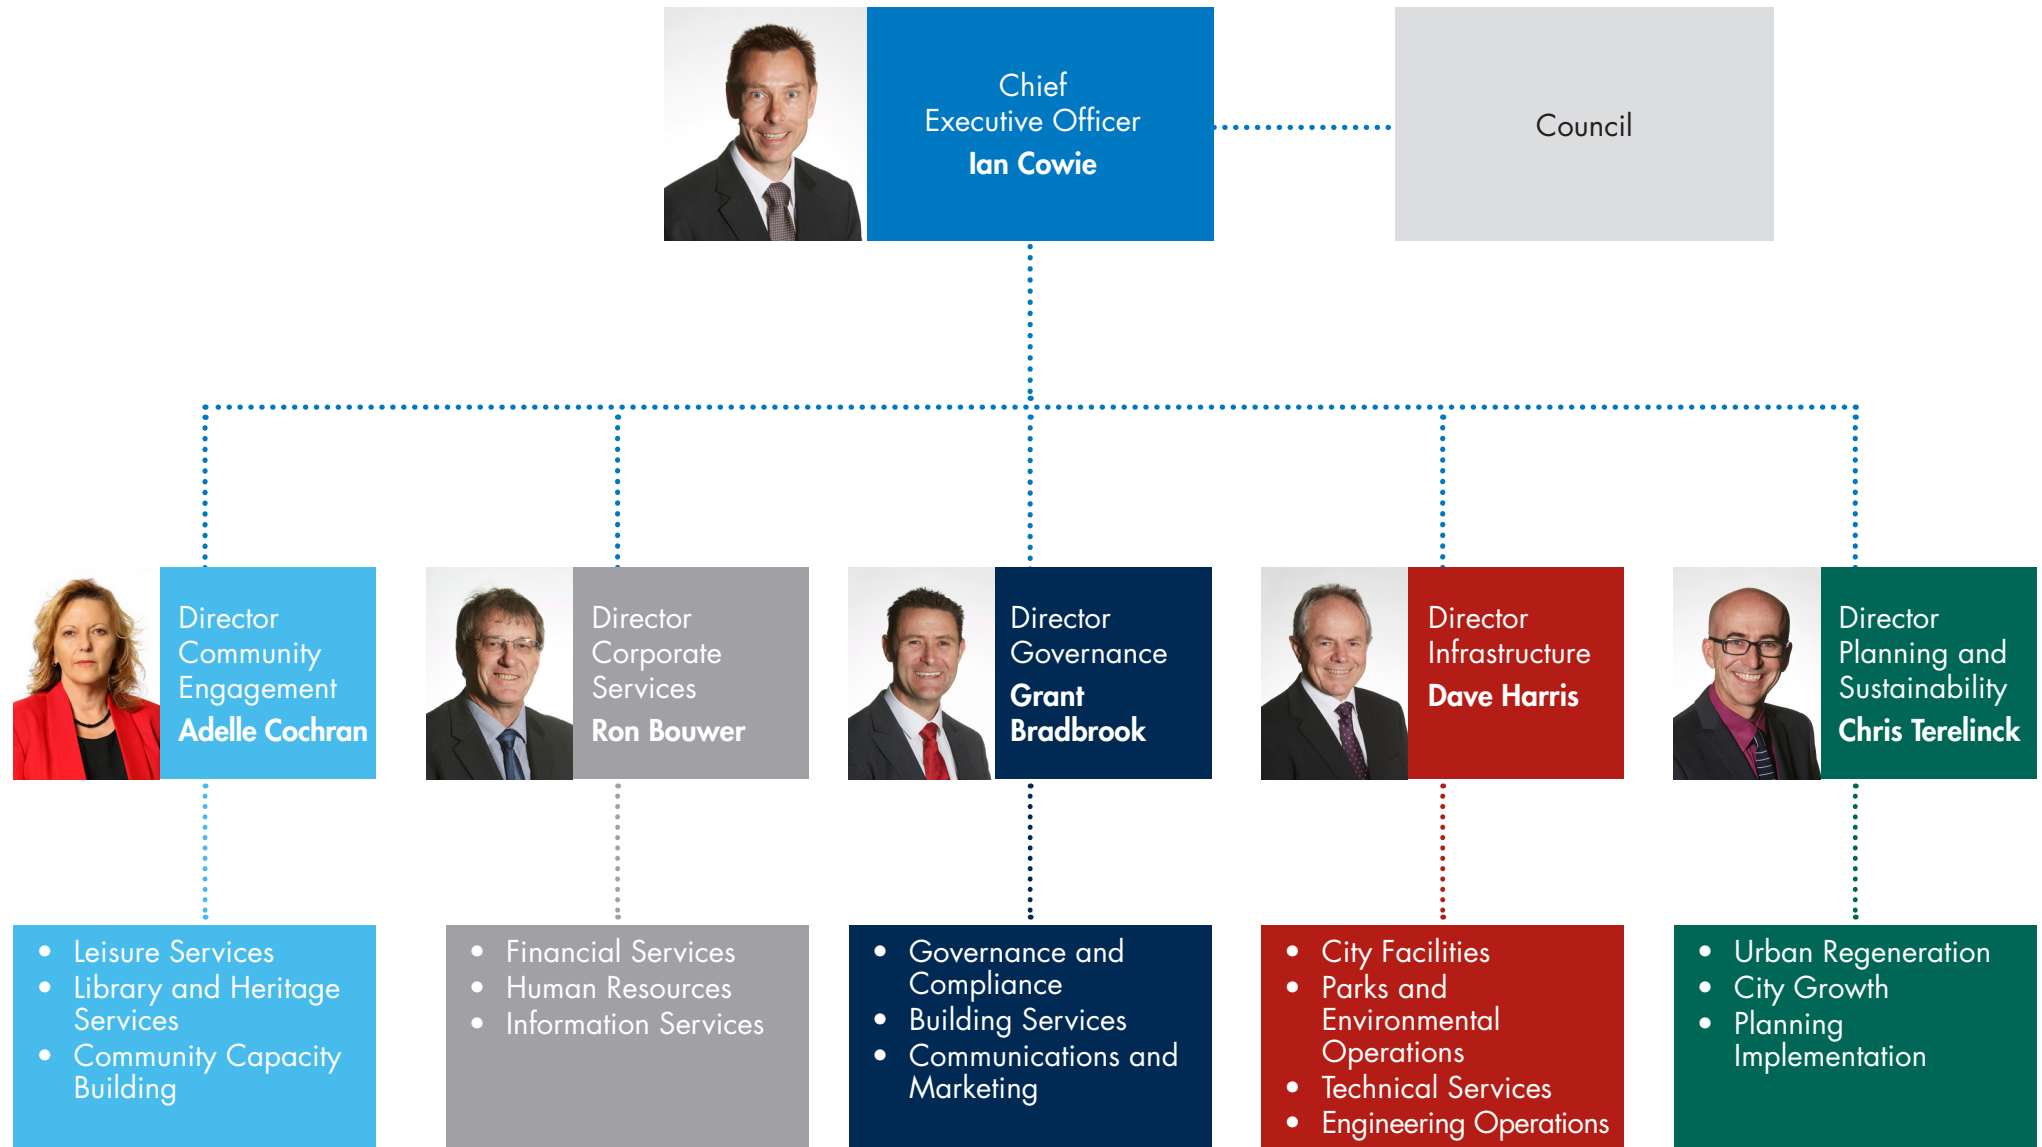 Chief
Executive Officer
Ian Cowie
Council
Director
Community
Engagement
Adelle Cochran
Director
Corporate
Services
Ron Bouwer
Director
Governance
Grant
Bradbrook
Director
Infrastructure
Dave Harris
Director
Planning and
Sustainability
Chris Terelinck
• Leisure Services
• Library and Heritage
Services
• Community Capacity
Building
• Financial Services
• Human Resources
• Information Services
• Governance and
Compliance
• Building Services
• Communications and
Marketing
• City Facilities
• Parks and
Environmental
Operations
• Technical Services
• Engineering Operations
• Urban Regeneration
• City Growth
• Planning
Implementation